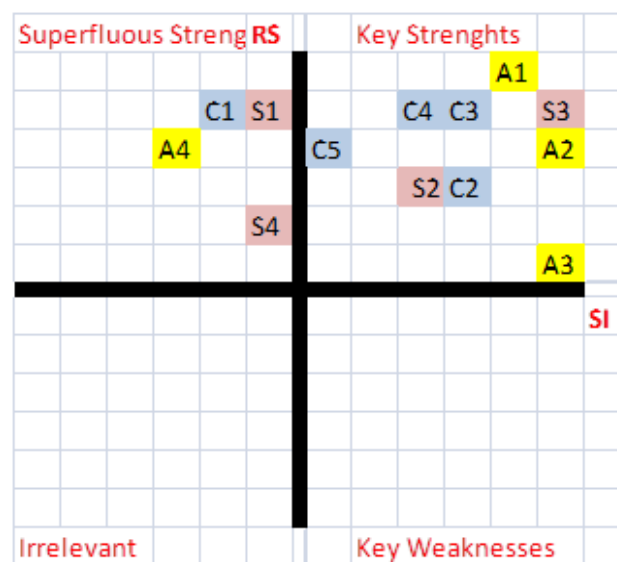 Superfluous Streng RS Key Strenghts
A1
C1 S1 C4 C3 S3
A4 C5 A2
S2 C2
S4
A3
SI
Irrelevant Key Weaknesses